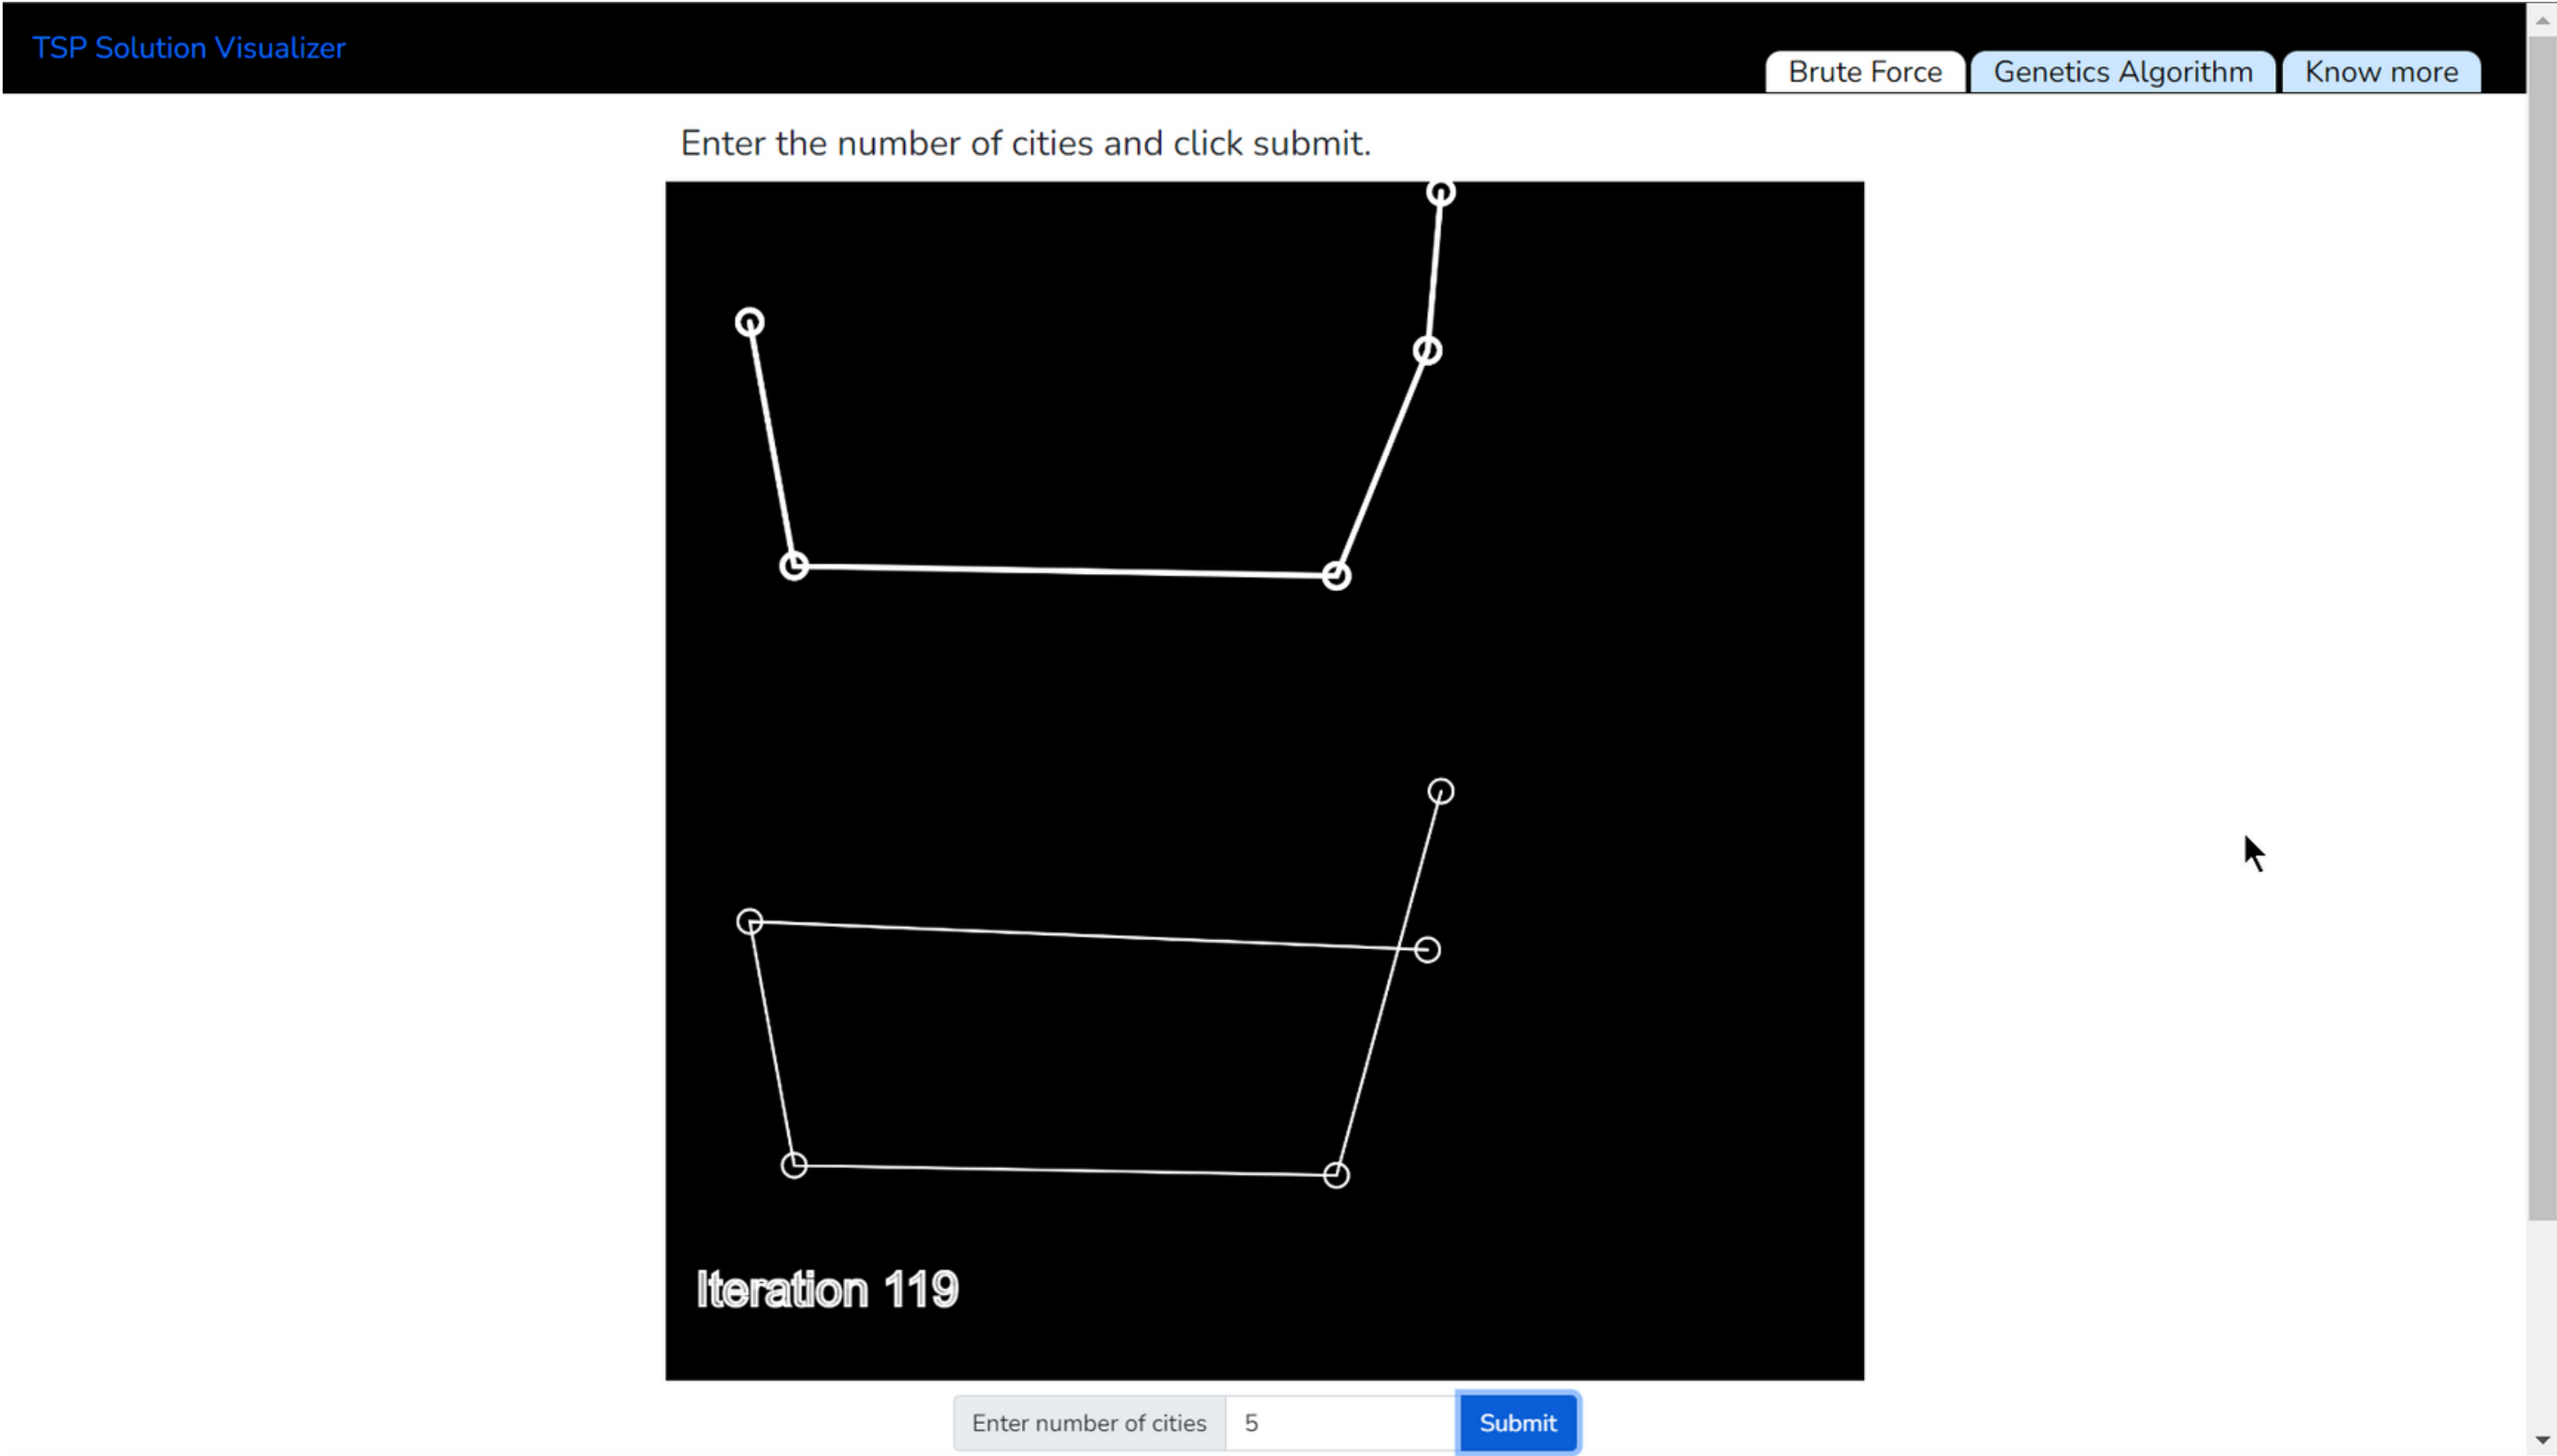 TSP Solution Visualizer
Brute Force Genetics Algorithm Know more
Enter the number of cities and click submit.
Iteration 119
Enter number of cities 5 Submit